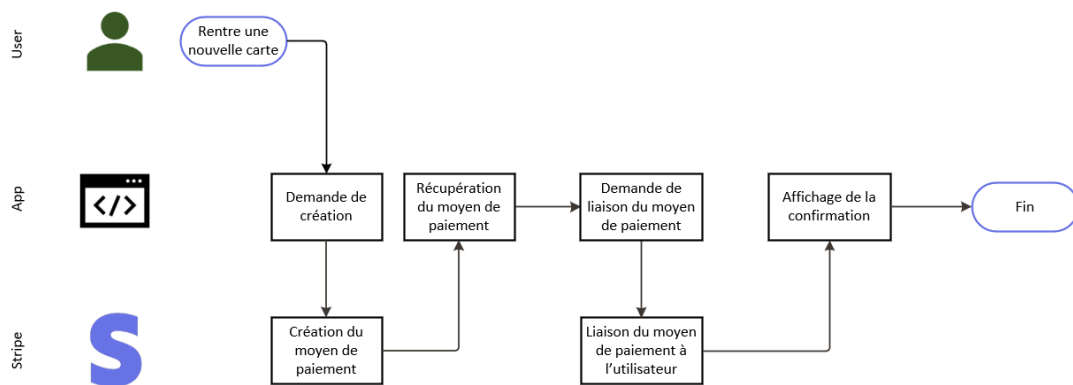 User
Rentre une
nouvelle carte
App
</>
Demande de
création
Récupération
du moyen de
paiement
Demande de
liaison du moyen
de paiement
Affichage de la
confirmation
Fin
Stripe
S
Création du
moyen de
paiement
Liaison du moyen
de paiement à
l'utilisateur